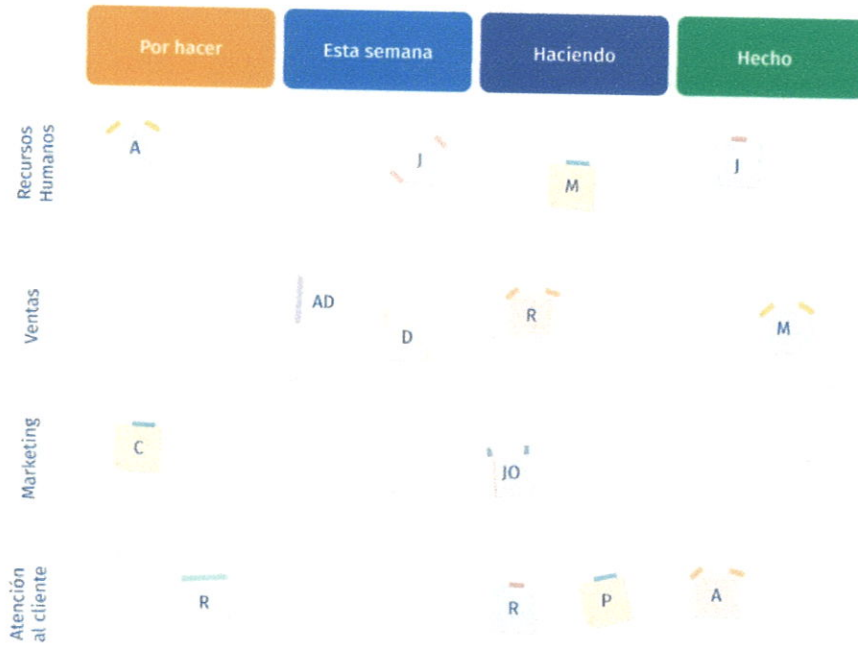 Por hacer
Esta semana
Haciendo
Hecho
Recursos
Humanos
A
J
M
J
Ventas
AD
D
R
M
Marketing
C
JO
Atención
al cliente
R
R
P
A